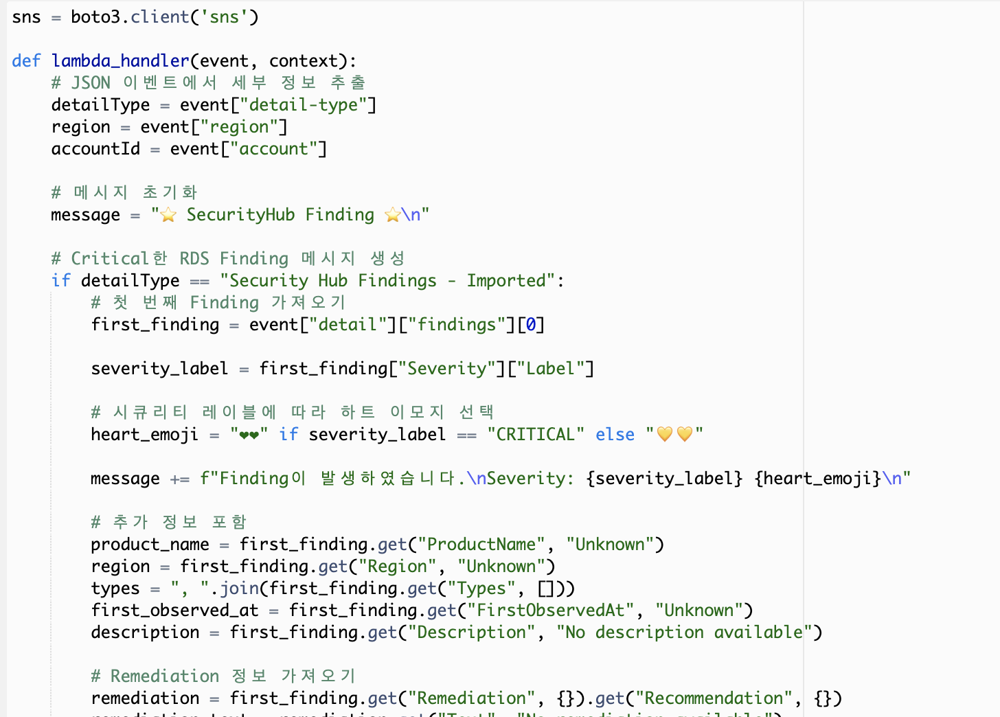 sns = boto3.client('sns')
def lambda_handler(event, context):
# JSON 이벤트에서 세부 정보 추출
detailType = event["detail-type"]
region = event["region"]
accountId = event["account"]
# 메시지 초기화
message = "⭐ SecurityHub Finding ⭐\n"
# Critical한 RDS Finding 메시지 생성
if detailType == "Security Hub Findings - Imported":
# 첫 번째 Finding 가져오기
first_finding = event["detail"]["findings"][0]
severity_label = first_finding["Severity"]["Label"]
# 시큐리티 레이블에 따라 하트 이모지 선택
heart_emoji = "❤❤" if severity_label == "CRITICAL" else "💛💛"
message += f"Finding이 발생하였습니다.\nSeverity: {severity_label} {heart_emoji}\n"
# 추가 정보 포함
product_name = first_finding.get("ProductName", "Unknown")
region = first_finding.get("Region", "Unknown")
types = ", ".join(first_finding.get("Types", []))
first_observed_at = first_finding.get("FirstObservedAt", "Unknown")
description = first_finding.get("Description", "No description available")
# Remediation 정보 가져오기
remediation = first_finding.get("Remediation", {}).get("Recommendation", {})